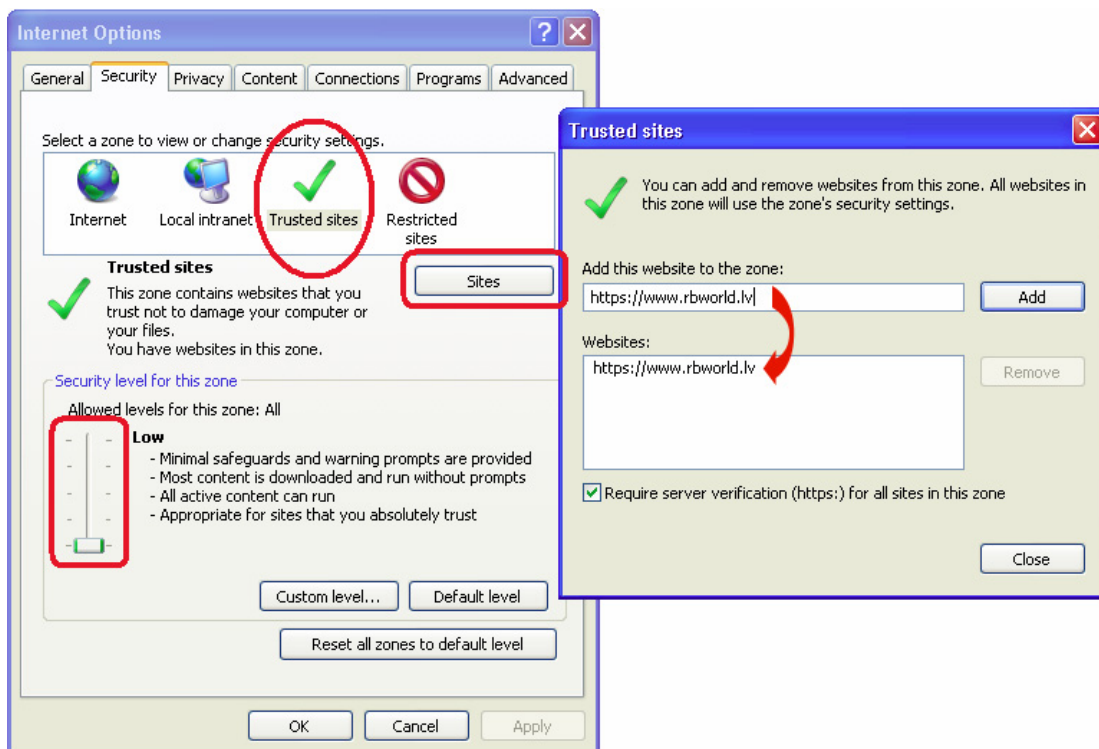 Internet Options
General Security Privacy Content Connections Programs Advanced
Select a zone to view or change security settings.
Internet
Local intranet
Trusted sites
Restricted
sites
Trusted sites
This zone contains websites that you
trust not to damage your computer or
your files.
You have websites in this zone.
Sites
Security level for this zone
Allowed levels for this zone: All
Low
- Minimal safeguards and warning prompts are provided
- Most content is downloaded and run without prompts
- All active content can run
- Appropriate for sites that you absolutely trust
Custom level...
Default level
Reset all zones to default level
OK
Cancel
Apply
Trusted sites
You can add and remove websites from this zone. All websites in
this zone will use the zone's security settings.
Add this website to the zone:
https://www.rbworld.lv
Add
Websites:
https://www.rbworld.lv
Remove
Require server verification (https:) for all sites in this zone
Close